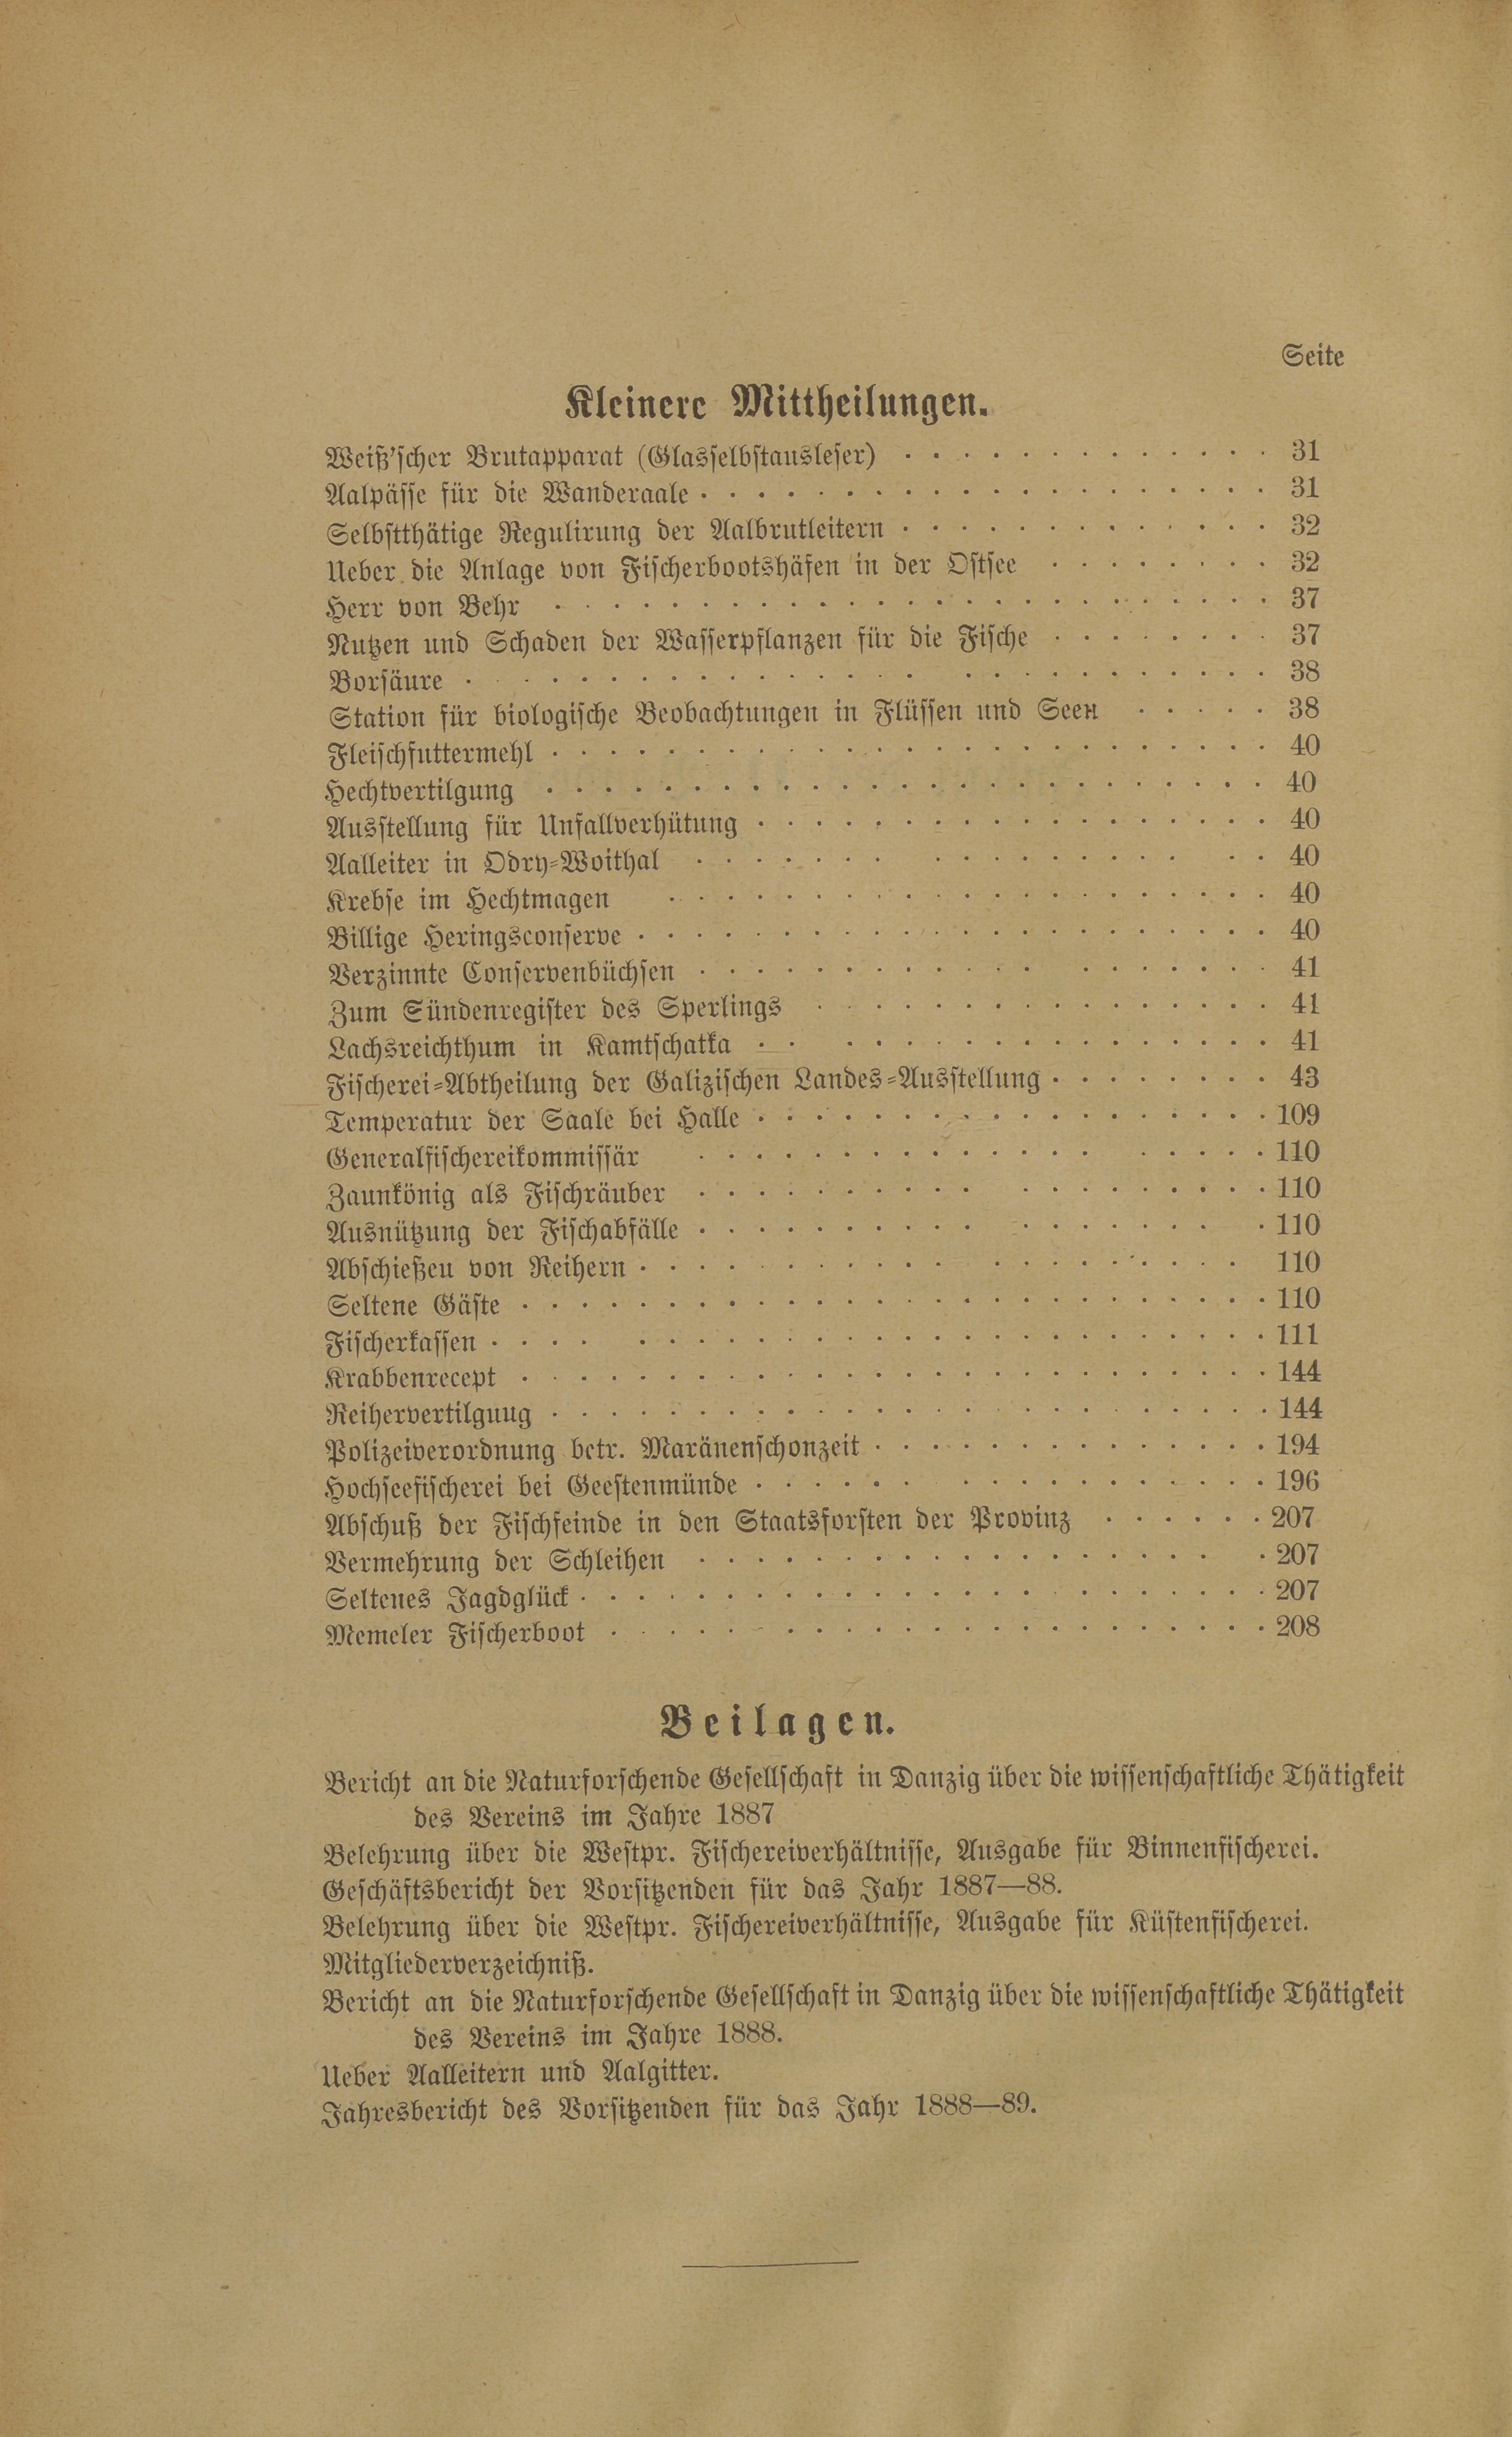 Seite
Kleinere Mittheilungen.
Weiß'scher Brutapparat (Glasselbstausleser) . . . . . . . . . . . . . 31
Aalpässe für die Wanderaale . . . . . . . . . . . . . . . . . . . . 31
Selbstthätige Regulirung der Aalbrutleitern . . . . . . . . . . . . . 32
Ueber die Anlage von Fischerbootshäfen in der Ostsee . . . . . . . . 32
Herr von Behr . . . . . . . . . . . . . . . . . . . . . . . . . 37
Nutzen und Schaden der Wasserpflanzen für die Fische . . . . . . . . 37
Borsäure . . . . . . . . . . . . . . . . . . . . . . . . . . . 38
Station für biologische Beobachtungen in Flüssen und Seen . . . . . 38
Fleischfuttermehl . . . . . . . . . . . . . . . . . . . . . . . . . 40
Hechtvertilgung . . . . . . . . . . . . . . . . . . . . . . . . . 40
Ausstellung für Unfallverhütung . . . . . . . . . . . . . . . . . . 40
Aalleiter in Odry-Woithal . . . . . . . . . . . . . . . . . . 40
Krebse im Hechtmagen . . . . . . . . . . . . . . . . . . . . . 40
Billige Heringsconserve . . . . . . . . . . . . . . . . . . . . . . 40
Verzinnte Conservenbüchsen . . . . . . . . . . . . . . . . . . . 41
Zum Sündenregister des Sperlings . . . . . . . . . . . . . . . . 41
Lachsreichthum in Kamtschatka . . . . . . . . . . . . . . . . . 41
Fischerei-Abtheilung der Galizischen Landes-Ausstellung . . . . . . . . 43
Temperatur der Saale bei Halle . . . . . . . . . . . . . . . . . . 109
Generalfischereikommissär . . . . . . . . . . . . . . . . . . . 110
Zaunkönig als Fischräuber . . . . . . . . . . . . . . . . . . . 110
Ausnützung der Fischabfälle . . . . . . . . . . . . . . . . . . 110
Abschießen von Reihern . . . . . . . . . . . . . . . . . . . . . 110
Seltene Gäste . . . . . . . . . . . . . . . . . . . . . . . . . . 110
Fischerkassen . . . . . . . . . . . . . . . . . . . . . . . . . . 111
Krabbenrecept . . . . . . . . . . . . . . . . . . . . . . . . . . 144
Reihervertilgung . . . . . . . . . . . . . . . . . . . . . . . . . 144
Polizeiverordnung betr. Maränenschonzeit . . . . . . . . . . . . . . 194
Hochseefischerei bei Geestenmünde . . . . . . . . . . . . . . . . . 196
Abschuß der Fischfeinde in den Staatsforsten der Provinz . . . . . . 207
Vermehrung der Schleihen . . . . . . . . . . . . . . . . . . . 207
Seltenes Jagdglück . . . . . . . . . . . . . . . . . . . . . . . . 207
Memeler Fischerboot . . . . . . . . . . . . . . . . . . . . . . 208
Beilagen.
Bericht an die Naturforschende Gesellschaft in Danzig über die wissenschaftliche Thätigkeit
des Vereins im Jahre 1887
Belehrung über die Westpr. Fischereiverhältnisse, Ausgabe für Binnenfischerei.
Geschäftsbericht der Vorsitzenden für das Jahr 1887—88.
Belehrung über die Westpr. Fischereiverhältnisse, Ausgabe für Küstenfischerei.
Mitgliederverzeichniß.
Bericht an die Naturforschende Gesellschaft in Danzig über die wissenschaftliche Thätigkeit
des Vereins im Jahre 1888.
Ueber Aalleitern und Aalgitter.
Jahresbericht des Vorsitzenden für das Jahr 1888—89.